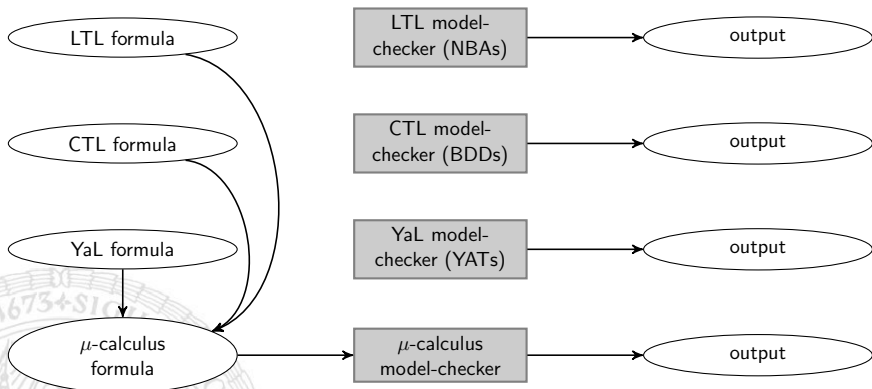 LTL formula
LTL model-
checker (NBAs)
output
CTL formula
CTL model-
checker (BDDs)
output
YaL formula
YaL model-
checker (YATs)
output
μ-calculus
formula
μ-calculus
model-checker
output